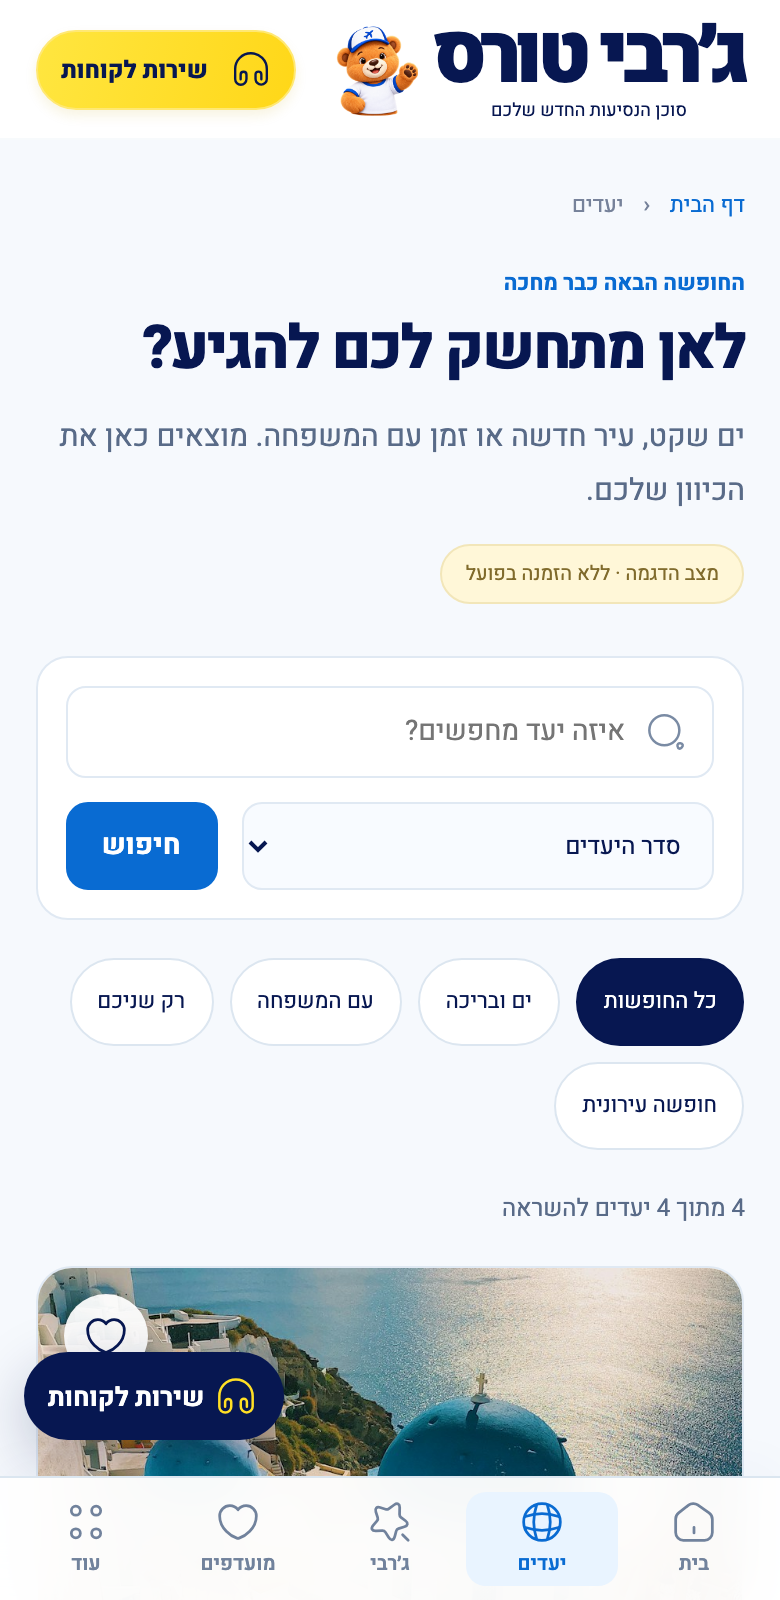 ג׳רבי טורס
סוכן הנסיעות החדש שלכם
שירות לקוחות
דף הבית › יעדים
החופשה הבאה כבר מחכה
לאן מתחשק לכם להגיע?
ים שקט, עיר חדשה או זמן עם המשפחה. מוצאים כאן את
הכיוון שלכם.
מצב הדגמה · ללא הזמנה בפועל
איזה יעד מחפשים?
סדר היעדים
חיפוש
כל החופשות
ים ובריכה
עם המשפחה
רק שניכם
חופשה עירונית
4 מתוך 4 יעדים להשראה
שירות לקוחות
בית
יעדים
ג׳רבי
מועדפים
עוד